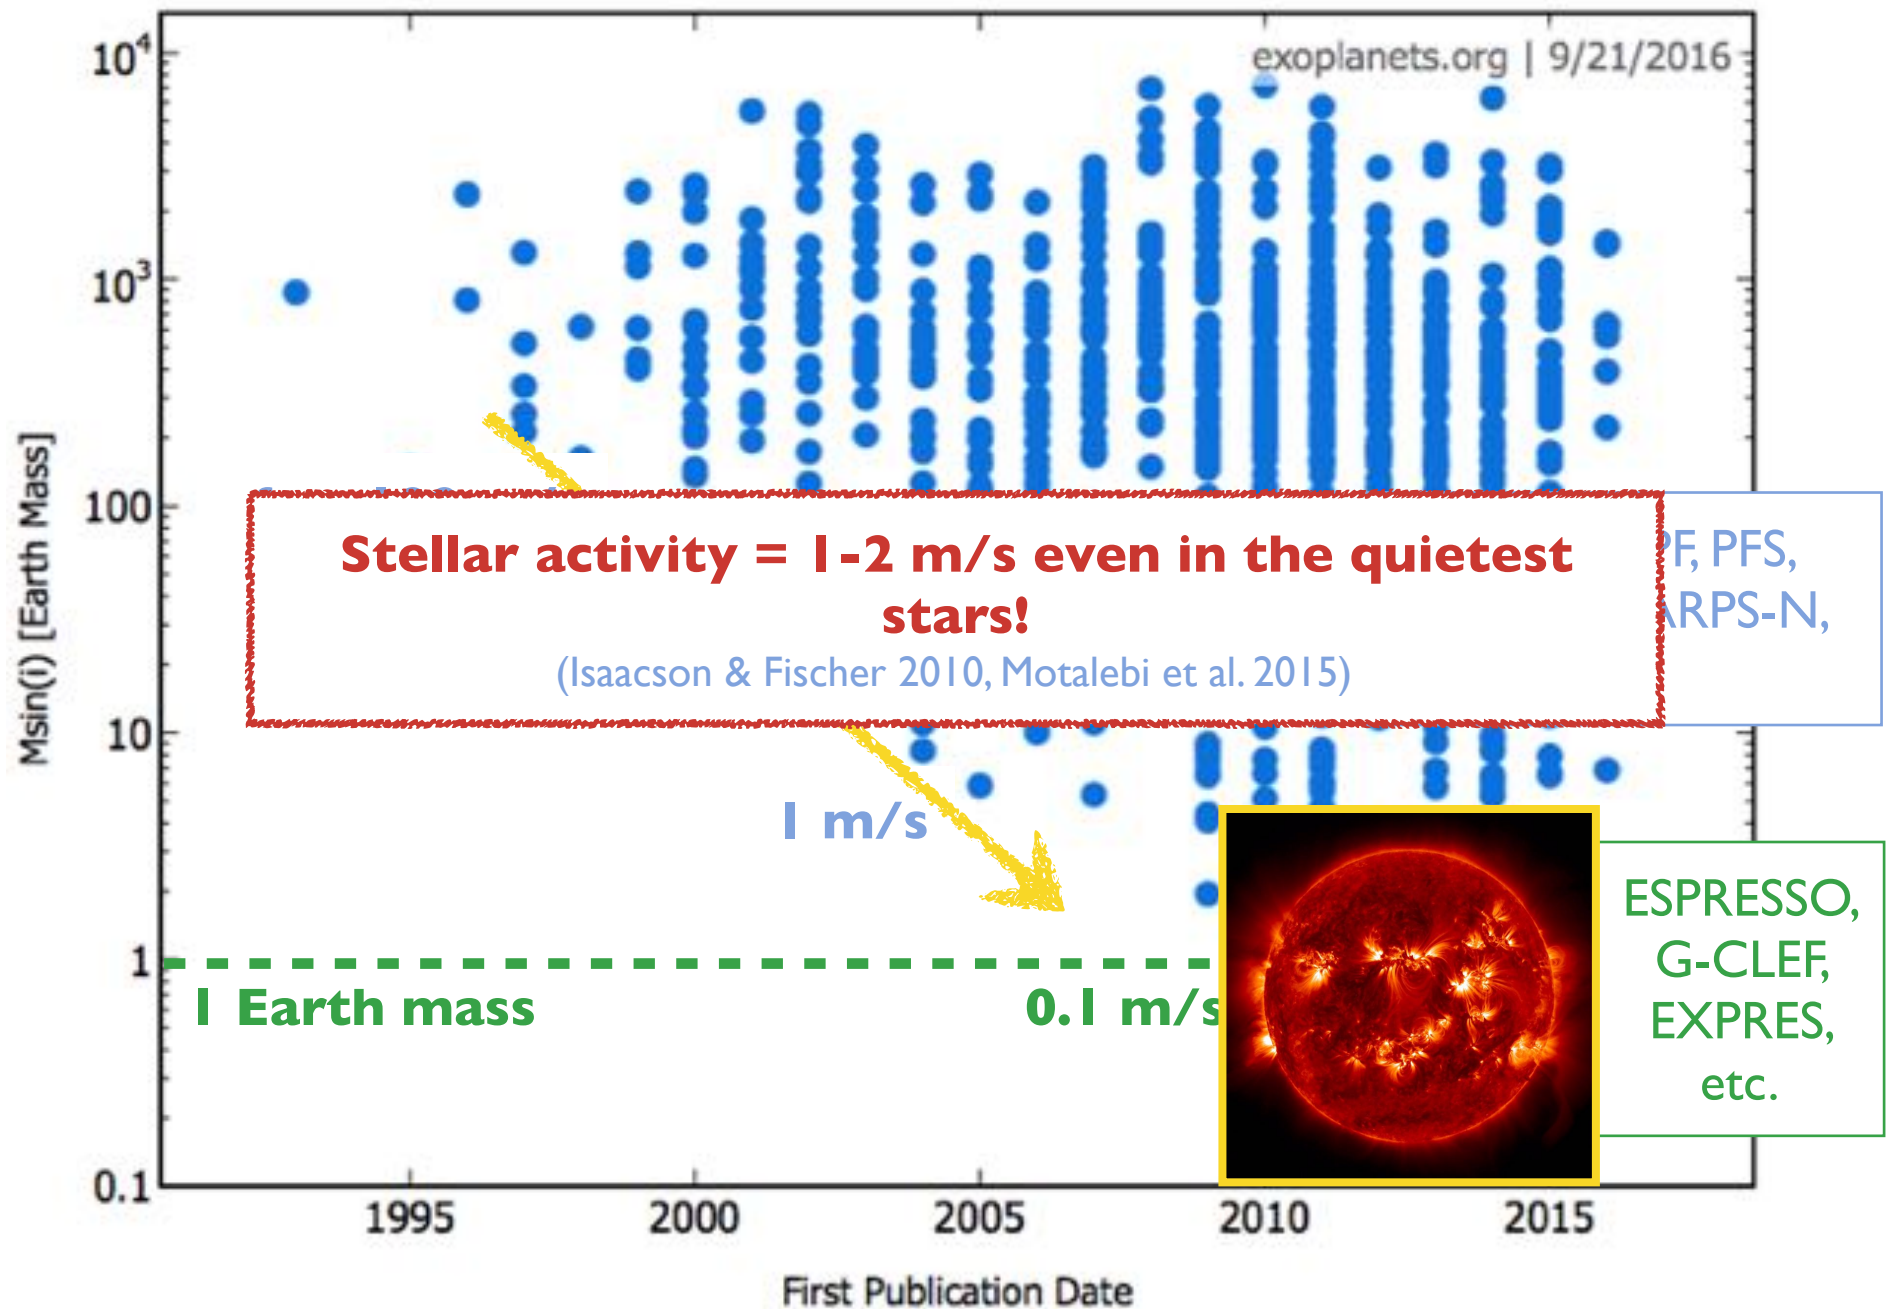 exoplanets.org | 9/21/2016
10⁴
10³
100
10
1
0.1
Msin(i) [Earth Mass]
Stellar activity = 1-2 m/s even in the quietest
stars!
(Isaacson & Fischer 2010, Motalebi et al. 2015)
PFS,
1 m/s
1 Earth mass
0.1 m/s
ESPRESSO,
G-CLEF,
EXPRES,
etc.
1995
2000
2005
2010
2015
First Publication Date